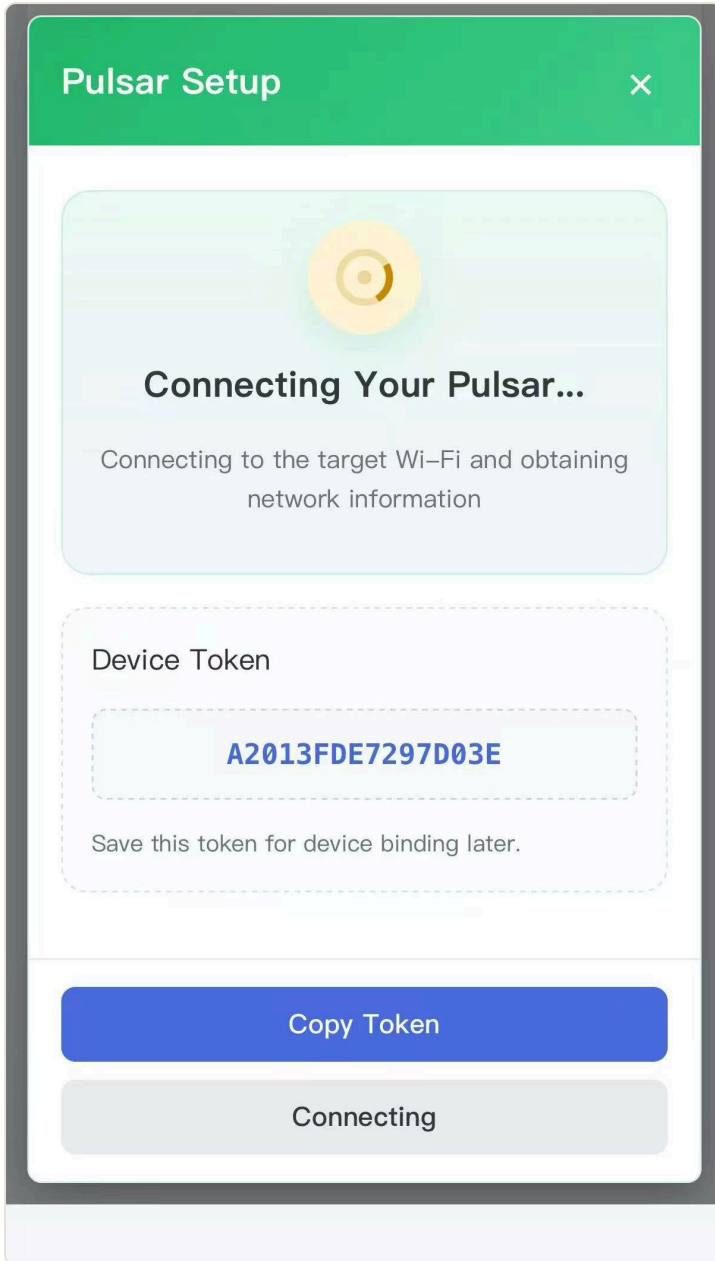 Pulsar Setup
Connecting Your Pulsar...
Connecting to the target Wi-Fi and obtaining
network information
Device Token
A2013FDE7297D03E
Save this token for device binding later.
Copy Token
Connecting